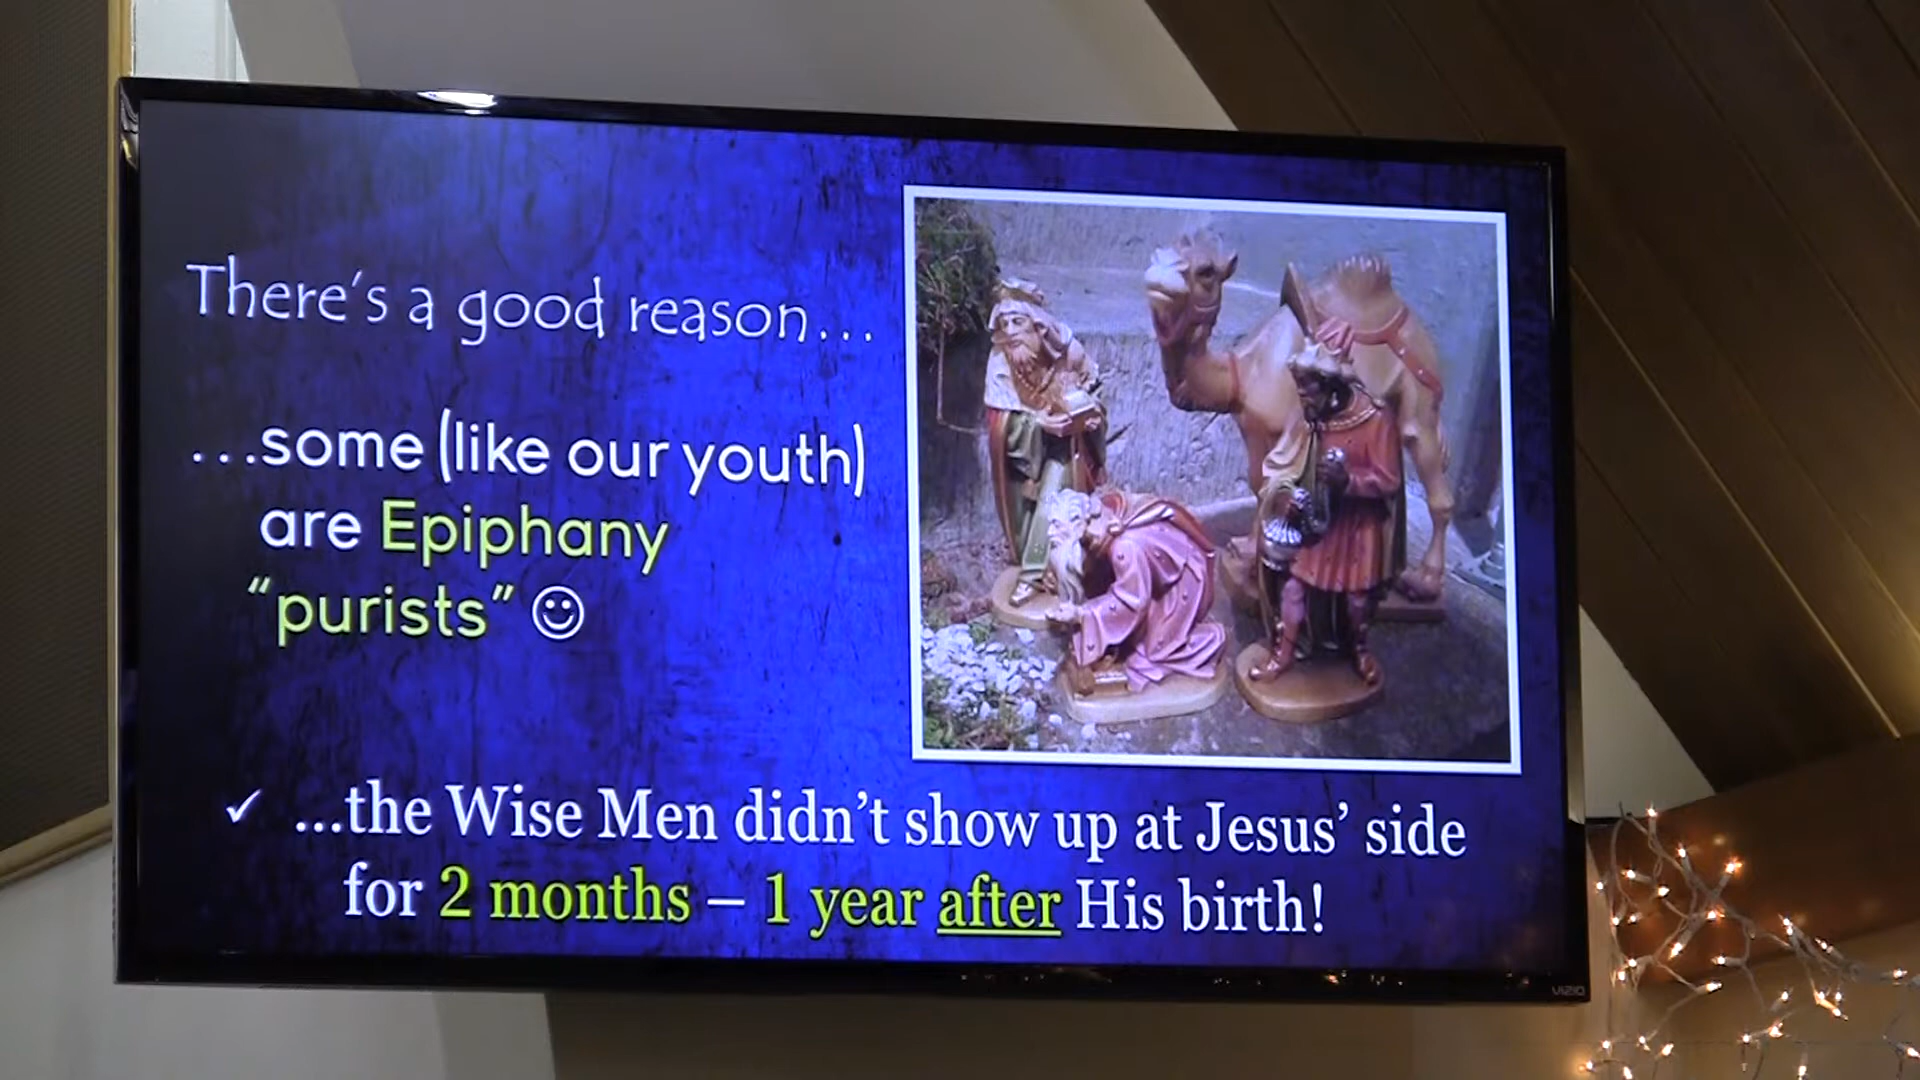 There's a good reason...
...some (like our youth)
are Epiphany
"purists" ☺
✓ ...the Wise Men didn't show up at Jesus' side
for 2 months – 1 year after His birth!
VIZIO